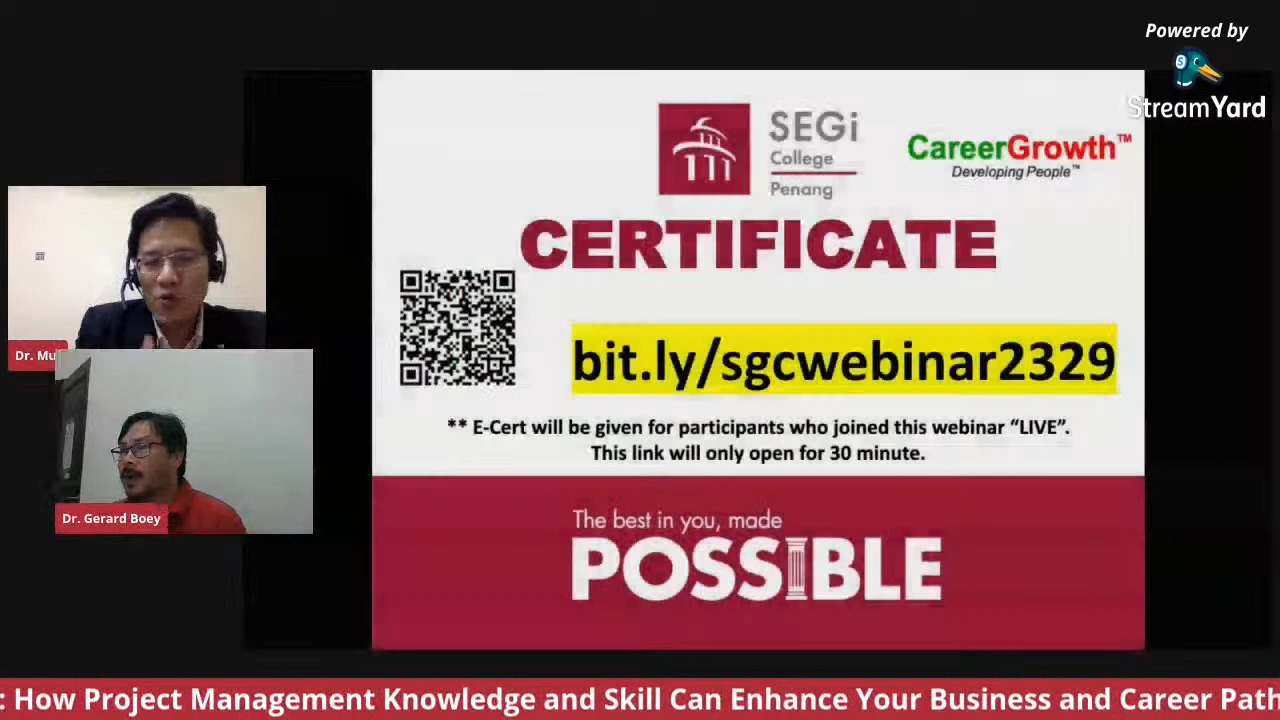 Powered by
StreamYard
SEGi
College
Penang
CareerGrowth™
Developing People™
CERTIFICATE
bit.ly/sgcwebinar2329
** E-Cert will be given for participants who joined this webinar “LIVE”.
This link will only open for 30 minute.
The best in you, made
POSSIBLE
Dr. Mu
Dr. Gerard Boey
: How Project Management Knowledge and Skill Can Enhance Your Business and Career Path